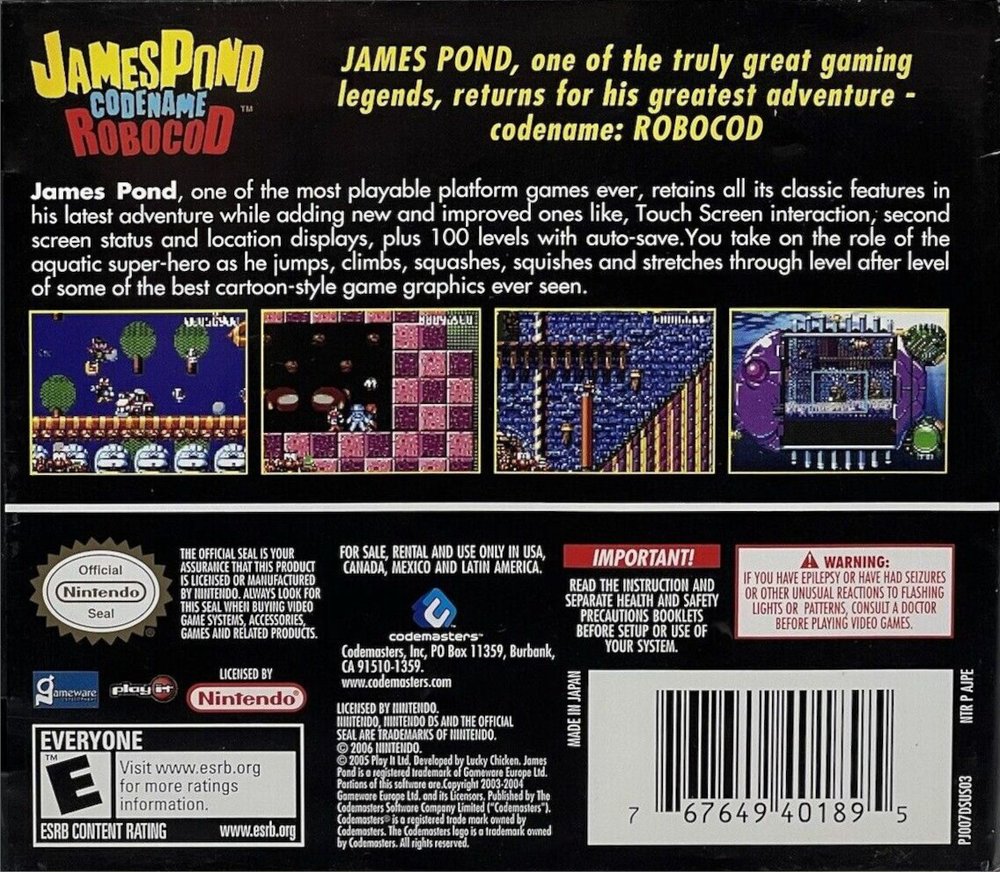 JAMES POND
CODENAME
ROBOCOD™
JAMES POND, one of the truly great gaming
legends, returns for his greatest adventure -
codename: ROBOCOD
James Pond, one of the most playable platform games ever, retains all its classic features in
his latest adventure while adding new and improved ones like, Touch Screen interaction, second
screen status and location displays, plus 100 levels with auto-save.You take on the role of the
aquatic super-hero as he jumps, climbs, squashes, squishes and stretches through level after level
of some of the best cartoon-style game graphics ever seen.
Official
Nintendo
Seal
THE OFFICIAL SEAL IS YOUR
ASSURANCE THAT THIS PRODUCT
IS LICENSED OR MANUFACTURED
BY NINTENDO. ALWAYS LOOK FOR
THIS SEAL WHEN BUYING VIDEO
GAME SYSTEMS, ACCESSORIES,
GAMES AND RELATED PRODUCTS.
gameware
DEVELOPMENT
play it
LICENSED BY
Nintendo®
EVERYONE
E™
Visit www.esrb.org
for more ratings
information.
ESRB CONTENT RATING www.esrb.org
FOR SALE, RENTAL AND USE ONLY IN USA,
CANADA, MEXICO AND LATIN AMERICA.
codemasters™
Codemasters, Inc, PO Box 11359, Burbank,
CA 91510-1359.
www.codemasters.com
LICENSED BY NINTENDO.
NINTENDO, NINTENDO DS AND THE OFFICIAL
SEAL ARE TRADEMARKS OF NINTENDO.
© 2006 NINTENDO.
© 2005 Play It Ltd. Developed by Lucky Chicken. James
Pond is a registered trademark of Gameware Europe Ltd.
Portions of this software are.Copyright 2003-2004
Gameware Europe Ltd. and its Licensors. Published by The
Codemasters Software Company Limited ("Codemasters").
Codemasters® is a registered trade mark owned by
Codemasters. The Codemasters logo is a trademark owned
by Codemasters. All rights reserved.
IMPORTANT!
READ THE INSTRUCTION AND
SEPARATE HEALTH AND SAFETY
PRECAUTIONS BOOKLETS
BEFORE SETUP OR USE OF
YOUR SYSTEM.
WARNING:
IF YOU HAVE EPILEPSY OR HAVE HAD SEIZURES
OR OTHER UNUSUAL REACTIONS TO FLASHING
LIGHTS OR PATTERNS, CONSULT A DOCTOR
BEFORE PLAYING VIDEO GAMES.
MADE IN JAPAN
7 67649 40189 5
NTR P AJPE
PJ007DSUS03